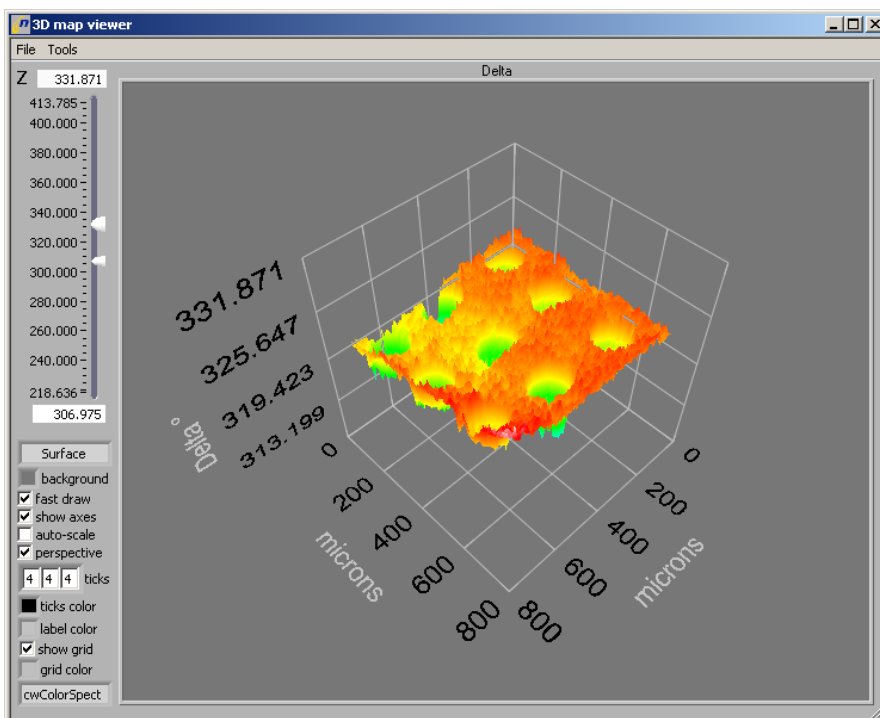 3D map viewer
File Tools
Z 331.871
Delta
413.785
400.000
380.000
360.000
340.000
320.000
300.000
280.000
260.000
240.000
218.636
306.975
Surface
background
fast draw
show axes
auto-scale
perspective
4 4 4 ticks
ticks color
label color
show grid
grid color
cwColorSpect
331.871
325.647
319.423
313.199
Delta °
0
200
400
600
800
microns
0
200
400
600
800
microns